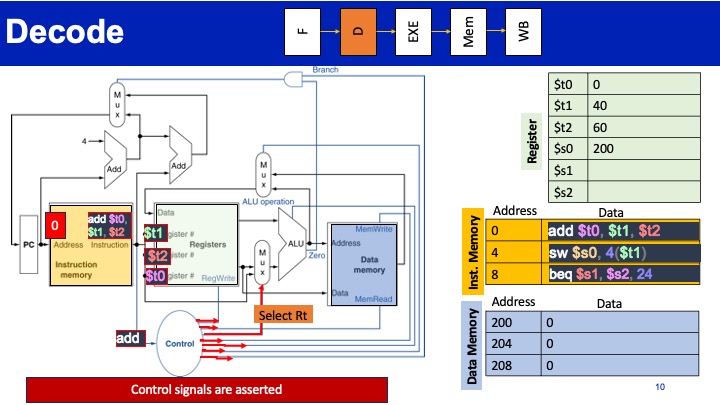 Decode
F
D
EXE
Mem
WB
Branch
M
u
x
4
Add
Add
M
u
x
ALU operation
0
add $t0,
$t1, $t2
Address Instruction
Instruction
memory
PC
Data
$t1 gister #
Registers
$t2 gister #
$t0 gister #
RegWrite
M
u
x
ALU
Zero
MemWrite
Address
Data
memory
Data
MemRead
Select Rt
add
Control
Control signals are asserted
Register
$t0 0
$t1 40
$t2 60
$s0 200
$s1
$s2
Inst. Memory
Address Data
0 add $t0, $t1, $t2
4 sw $s0, 4($t1)
8 beq $s1, $s2, 24
Data Memory
Address Data
200 0
204 0
208 0
10